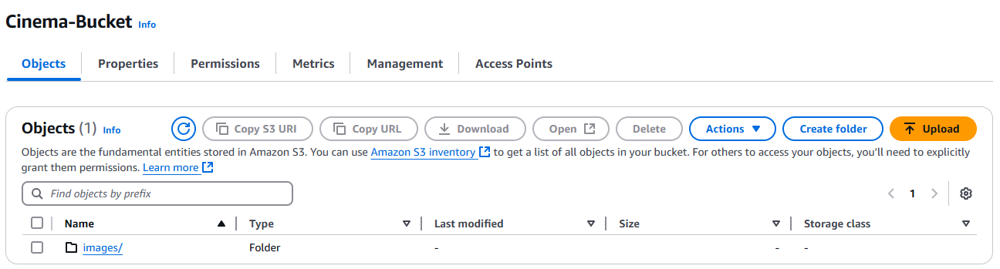 Cinema-Bucket Info
Objects Properties Permissions Metrics Management Access Points
Objects (1) Info Copy S3 URI Copy URL Download Open Delete Actions Create folder Upload
Objects are the fundamental entities stored in Amazon S3. You can use Amazon S3 inventory to get a list of all objects in your bucket. For others to access your objects, you'll need to explicitly
grant them permissions. Learn more
Find objects by prefix 1
Name Type Last modified Size Storage class
images/ Folder - - -